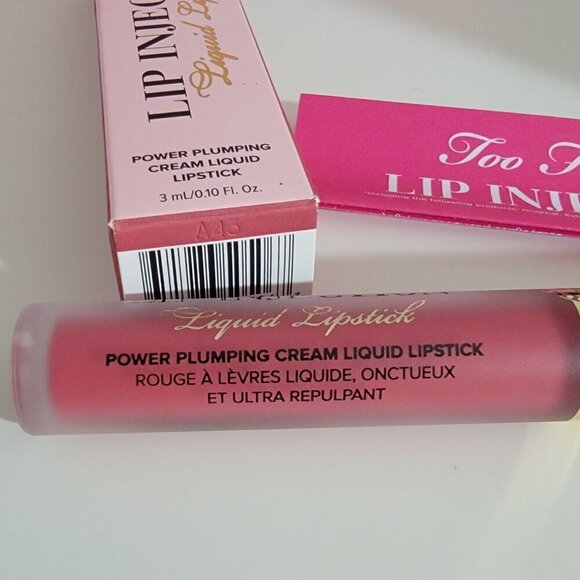 LIP INJEC
Liquid Lip
POWER PLUMPING
CREAM LIQUID
LIPSTICK
3 mL/0.10 Fl. Oz.
A43
Too F
LIP INJE
Liquid Lipstick
POWER PLUMPING CREAM LIQUID LIPSTICK
ROUGE À LÈVRES LIQUIDE, ONCTUEUX
ET ULTRA REPULPANT